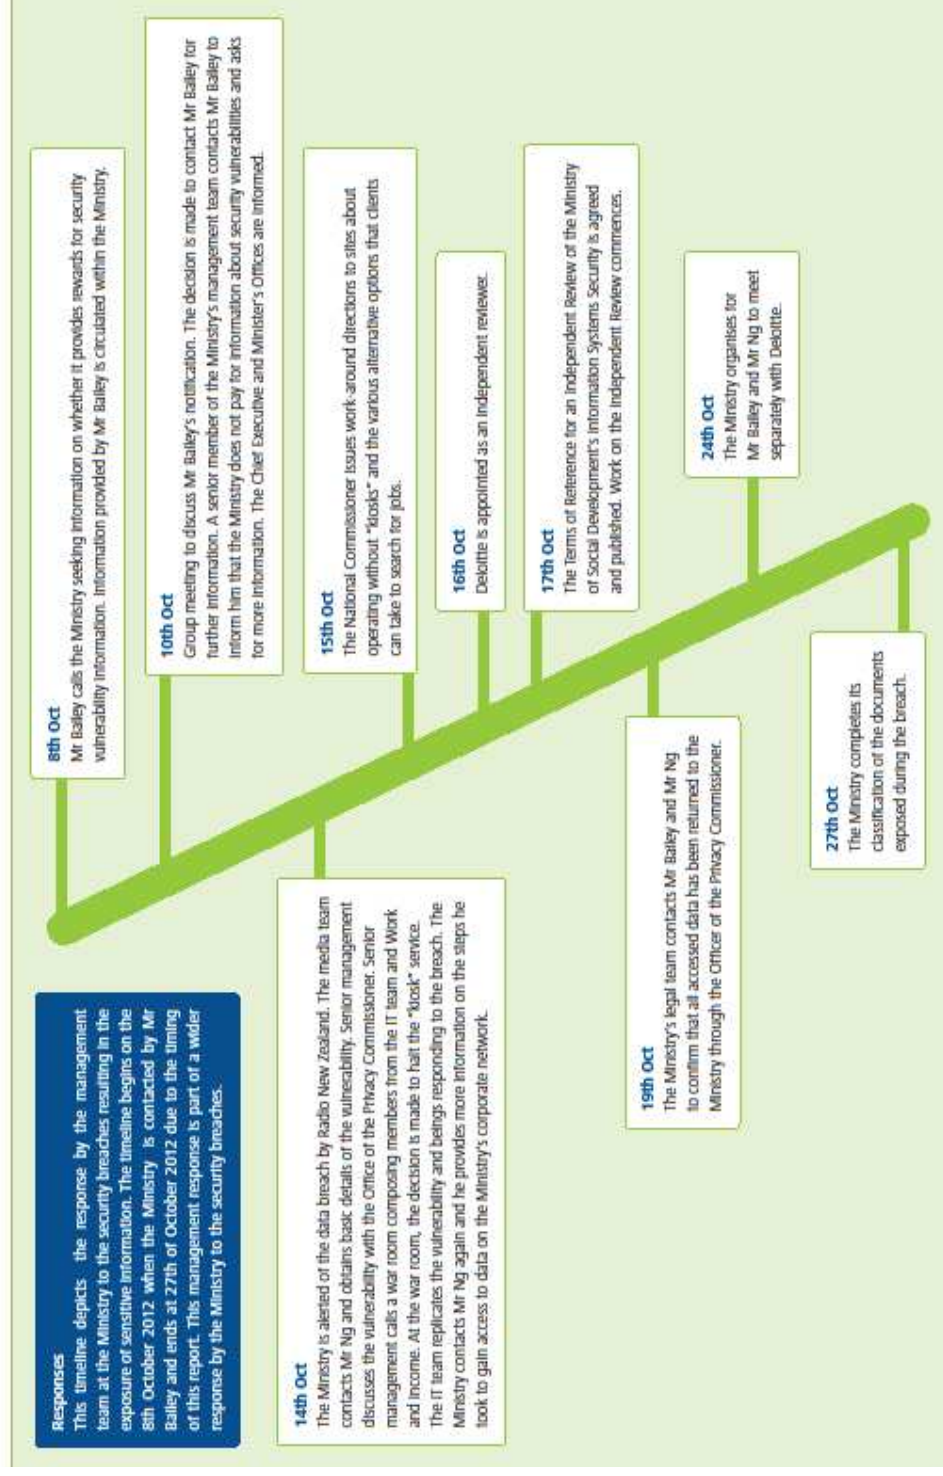 Responses
This timeline depicts the response by the management
team at the Ministry to the security breaches resulting in the
exposure of sensitive information. The timeline begins on the
8th October 2012 when the Ministry is contacted by Mr
Bailey and ends at 27th of October 2012 due to the timing
of this report. This management response is part of a wider
response by the Ministry to the security breaches.
8th Oct
Mr Bailey calls the Ministry seeking information on whether it provides rewards for security
vulnerability information. Information provided by Mr Bailey is circulated within the Ministry.
10th Oct
Group meeting to discuss Mr Bailey's notification. The decision is made to contact Mr Bailey for
further information. A senior member of the Ministry's management team contacts Mr Bailey to
inform him that the Ministry does not pay for information about security vulnerabilities and asks
for more information. The Chief Executive and Minister's Offices are informed.
14th Oct
The Ministry is alerted of the data breach by Radio New Zealand. The media team
contacts Mr Ng and obtains basic details of the vulnerability. Senior management
discusses the vulnerability with the Office of the Privacy Commissioner. Senior
management calls a war room composing members from the IT team and Work
and Income. At the war room, the decision is made to halt the "kiosk" service.
The IT team replicates the vulnerability and beings responding to the breach. The
Ministry contacts Mr Ng again and he provides more information on the steps he
took to gain access to data on the Ministry's corporate network.
15th Oct
The National Commissioner issues work-around directions to sites about
operating without "kiosks" and the various alternative options that clients
can take to search for jobs.
16th Oct
Deloitte is appointed as an independent reviewer.
17th Oct
The Terms of Reference for an Independent Review of the Ministry
of Social Development's Information Systems Security is agreed
and published. Work on the Independent Review commences.
19th Oct
The Ministry's legal team contacts Mr Bailey and Mr Ng
to confirm that all accessed data has been returned to the
Ministry through the Officer of the Privacy Commissioner.
24th Oct
The Ministry organises for
Mr Bailey and Mr Ng to meet
separately with Deloitte.
27th Oct
The Ministry completes its
classification of the documents
exposed during the breach.